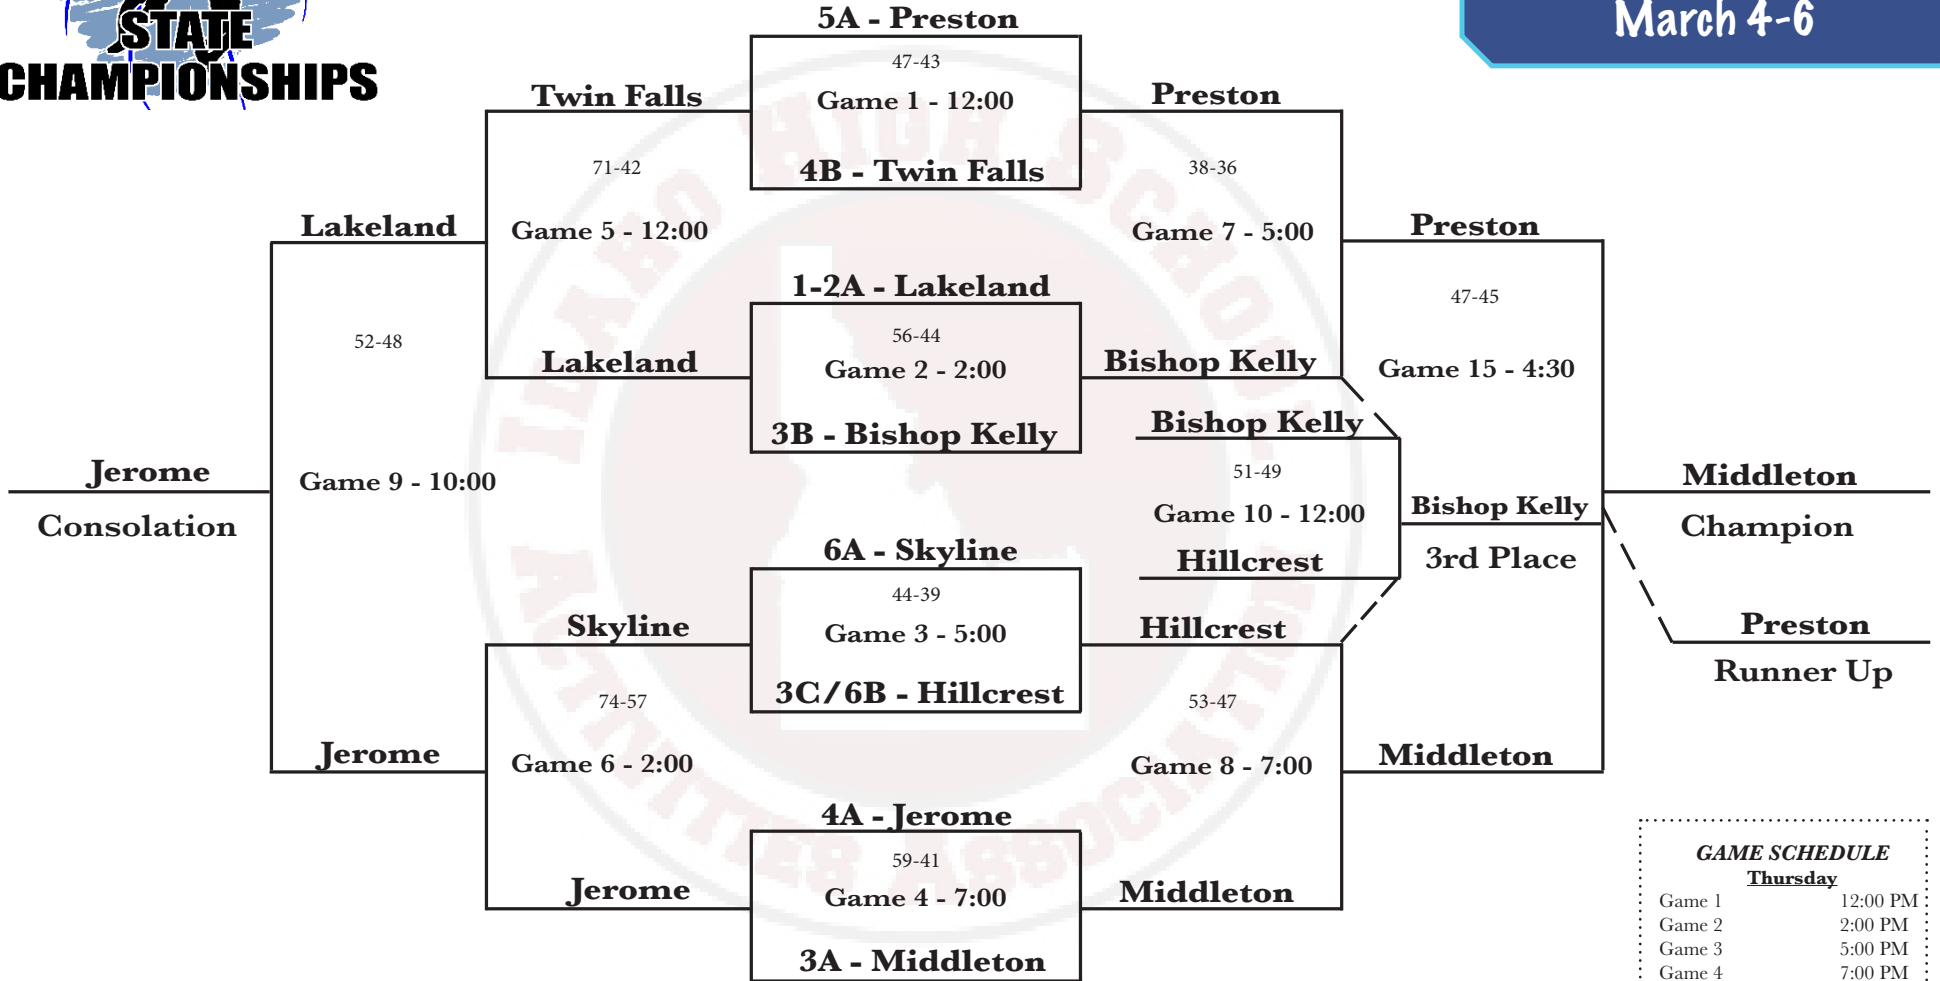 STATE
CHAMPIONSHIPS
March 4-6
5A - Preston
47-43
Game 1 - 12:00
4B - Twin Falls
Twin Falls
Preston
71-42
Game 5 - 12:00
38-36
Game 7 - 5:00
Lakeland
Preston
1-2A - Lakeland
56-44
Game 2 - 2:00
3B - Bishop Kelly
Lakeland
Bishop Kelly
52-48
Game 9 - 10:00
47-45
Game 15 - 4:30
Bishop Kelly
51-49
Game 10 - 12:00
Hillcrest
Bishop Kelly
3rd Place
Jerome
Consolation
Middleton
Champion
Preston
Runner Up
6A - Skyline
44-39
Game 3 - 5:00
3C/6B - Hillcrest
Skyline
Hillcrest
74-57
Game 6 - 2:00
53-47
Game 8 - 7:00
Jerome
Middleton
4A - Jerome
59-41
Game 4 - 7:00
3A - Middleton
Jerome
Middleton
GAME SCHEDULE
Thursday
Game 1 12:00 PM
Game 2 2:00 PM
Game 3 5:00 PM
Game 4 7:00 PM
IDAHO HIGH SCHOOL
ACTIVITIES ASSOCIATION